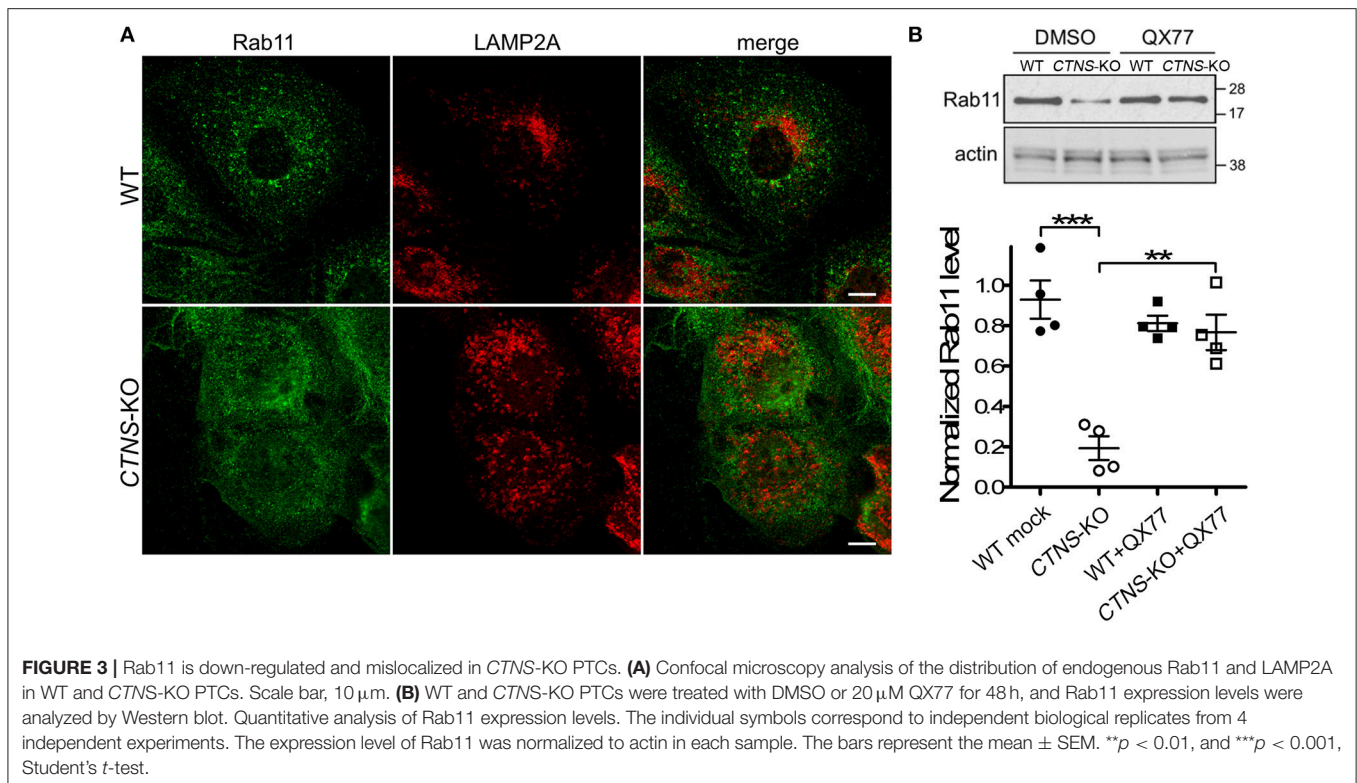 A
Rab11 LAMP2A merge
WT
CTNS-KO
B
DMSO QX77
WT CTNS-KO WT CTNS-KO
Rab11
28
17
actin
38
Normalized Rab11 level
*** 
**
1.0
0.8
0.6
0.4
0.2
0.0
WT mock
CTNS-KO
WT+QX77
CTNS-KO+QX77
FIGURE 3 | Rab11 is down-regulated and mislocalized in CTNS-KO PTCs. (A) Confocal microscopy analysis of the distribution of endogenous Rab11 and LAMP2A
in WT and CTNS-KO PTCs. Scale bar, 10 μm. (B) WT and CTNS-KO PTCs were treated with DMSO or 20 μM QX77 for 48 h, and Rab11 expression levels were
analyzed by Western blot. Quantitative analysis of Rab11 expression levels. The individual symbols correspond to independent biological replicates from 4
independent experiments. The expression level of Rab11 was normalized to actin in each sample. The bars represent the mean ± SEM. **p < 0.01, and ***p < 0.001,
Student's t-test.